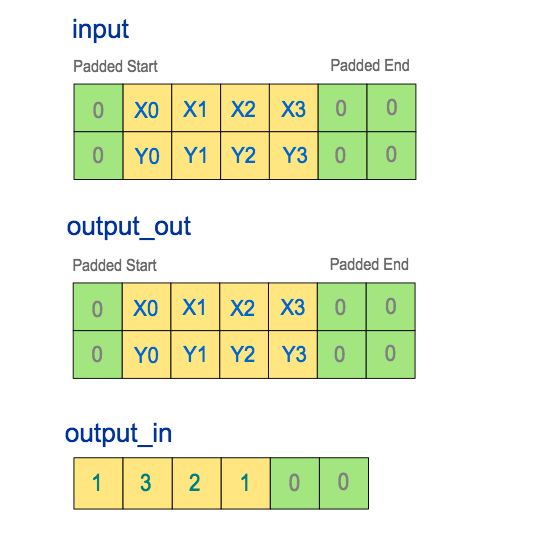 input
Padded Start Padded End
0 X0 X1 X2 X3 0 0
0 Y0 Y1 Y2 Y3 0 0
output_out
Padded Start Padded End
0 X0 X1 X2 X3 0 0
0 Y0 Y1 Y2 Y3 0 0
output_in
1 3 2 1 0 0